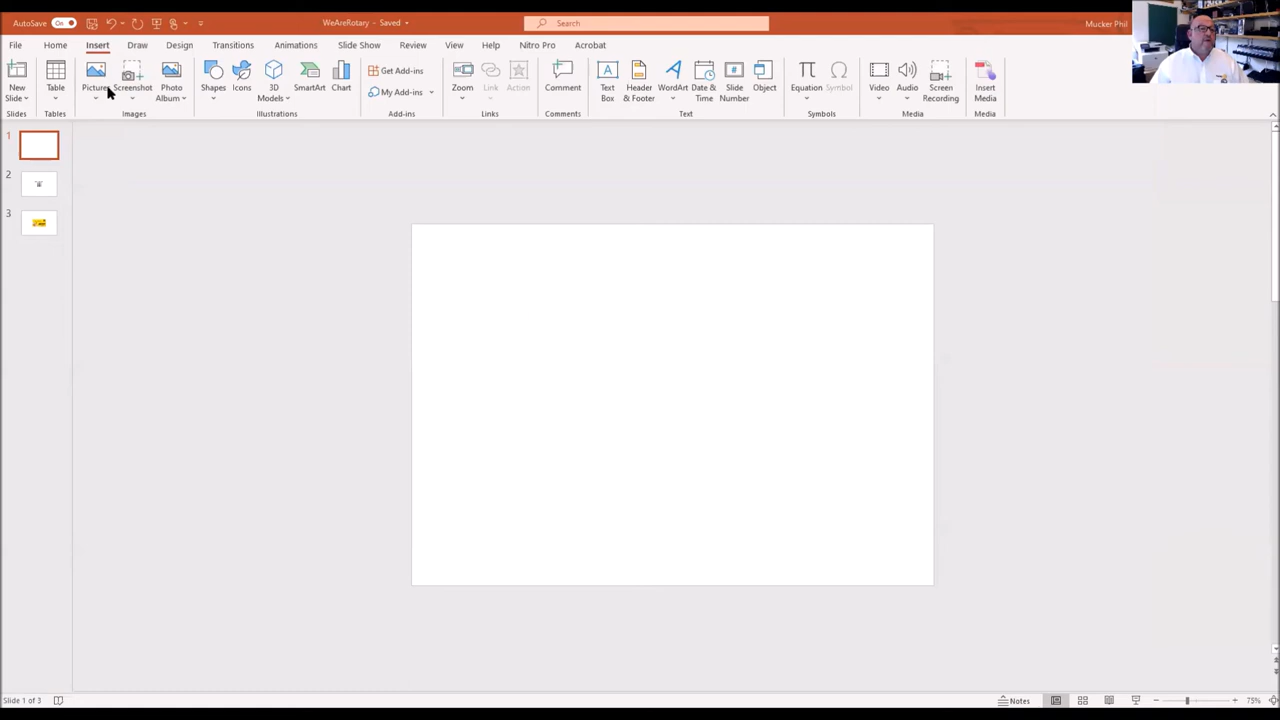 AutoSave On WeAreRotary - Saved Search Mucker Phil
File Home Insert Draw Design Transitions Animations Slide Show Review View Help Nitro Pro Acrobat
New Slide
Table
Pictures
Screenshot
Photo Album
Shapes
Icons
3D Models
SmartArt
Chart
Get Add-ins
My Add-ins
Zoom
Link
Action
Comment
Text Box
Header & Footer
WordArt
Date & Time
Slide Number
Object
Equation
Symbol
Video
Audio
Screen Recording
Insert Media
Slides Tables Images Illustrations Add-ins Links Comments Text Symbols Media Media
1
2
3
Slide 1 of 3 Notes 75%